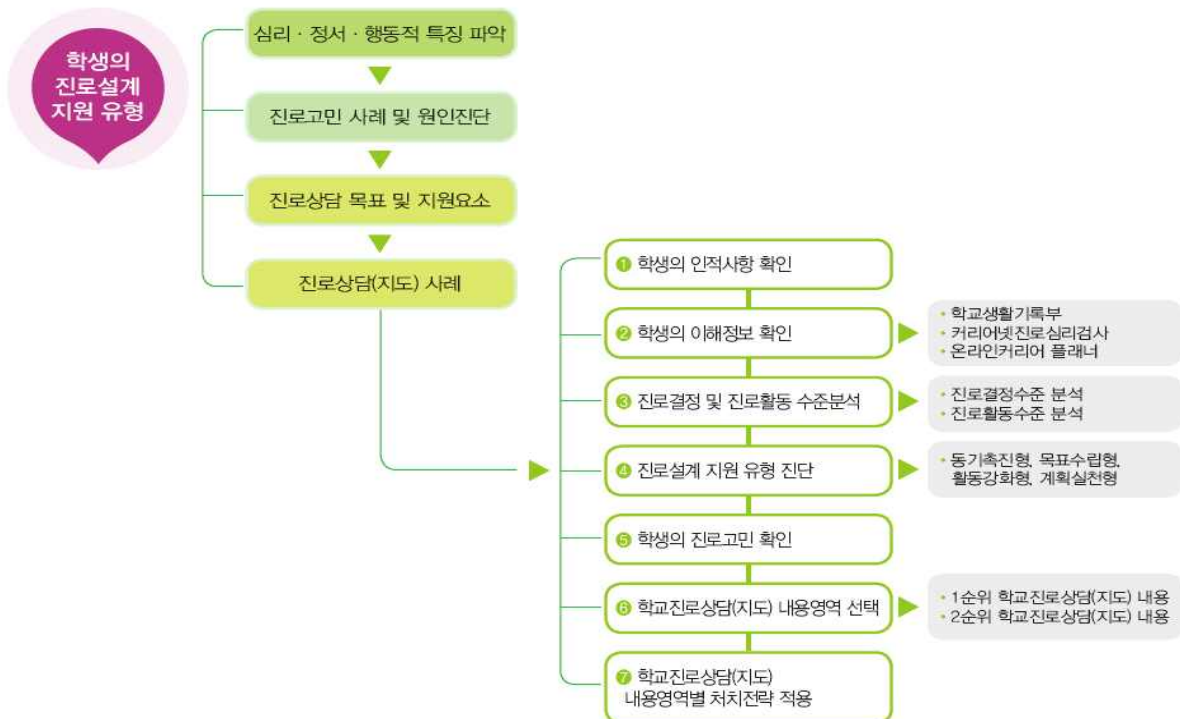 학생의
진로설계
지원 유형
심리 · 정서 · 행동적 특징 파악
진로고민 사례 및 원인진단
진로상담 목표 및 지원요소
진로상담(지도) 사례
❶ 학생의 인적사항 확인
❷ 학생의 이해정보 확인
• 학교생활기록부
• 커리어넷진로심리검사
• 온라인커리어 플래너
❸ 진로결정 및 진로활동 수준분석
• 진로결정수준 분석
• 진로활동수준 분석
❹ 진로설계 지원 유형 진단
• 동기촉진형, 목표수립형,
활동강화형, 계획실천형
❺ 학생의 진로고민 확인
❻ 학교진로상담(지도) 내용영역 선택
• 1순위 학교진로상담(지도) 내용
• 2순위 학교진로상담(지도) 내용
❼ 학교진로상담(지도)
내용영역별 처치전략 적용